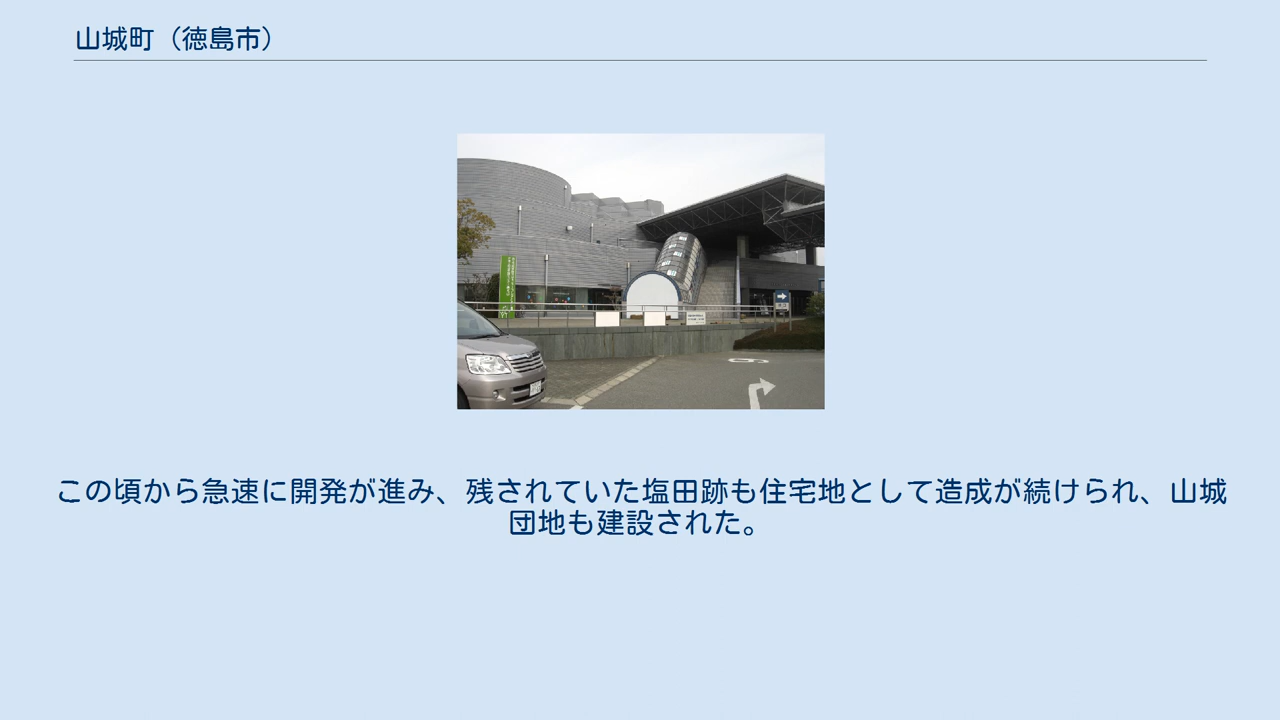 山城町（徳島市）
この頃から急速に開発が進み、残されていた塩田跡も住宅地として造成が続けられ、山城
団地も建設された。